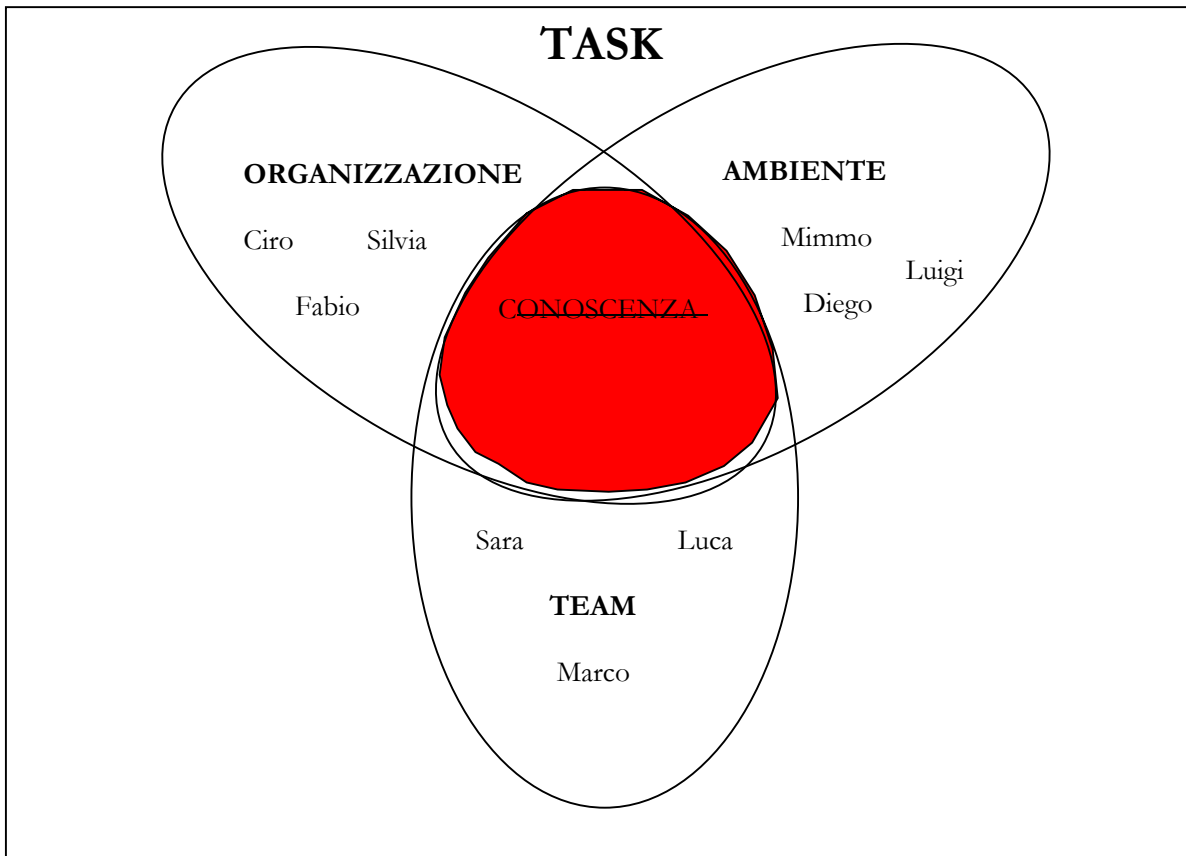 TASK
ORGANIZZAZIONE
AMBIENTE
Ciro Silvia
Fabio
Mimmo
Luigi
Diego
CONOSCENZA
Sara Luca
TEAM
Marco